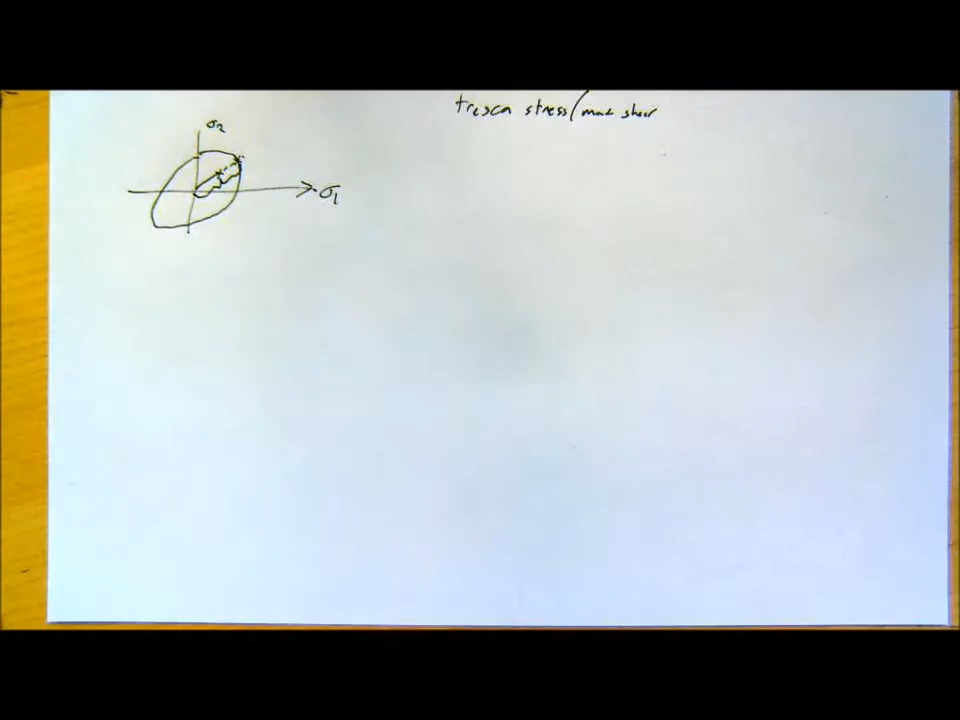 tresca stress/max shear
σ₂
σ₁